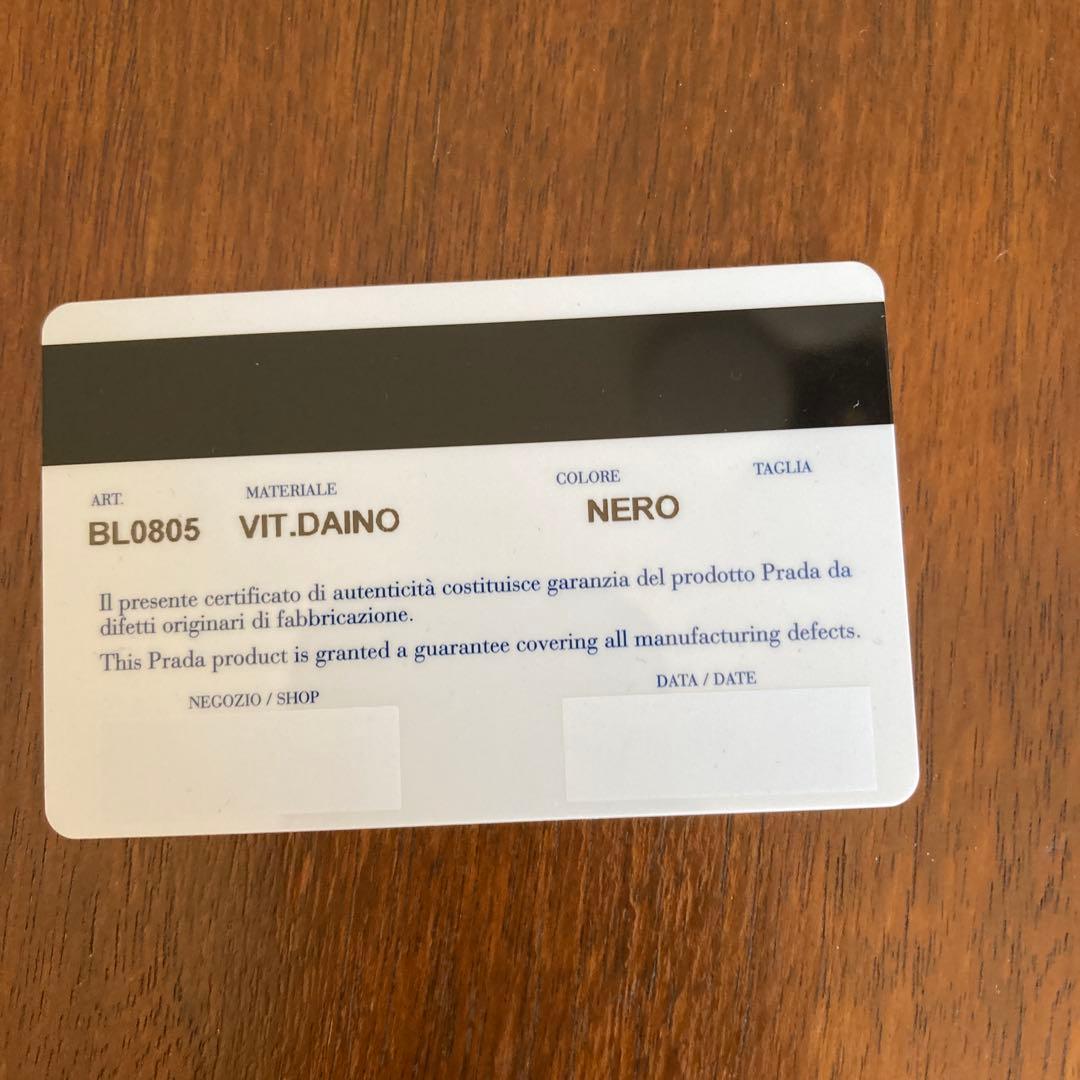 ART. MATERIALE COLORE TAGLIA
BL0805 VIT.DAINO NERO
Il presente certificato di autenticità costituisce garanzia del prodotto Prada da
difetti originari di fabbricazione.
This Prada product is granted a guarantee covering all manufacturing defects.
NEGOZIO / SHOP DATA / DATE